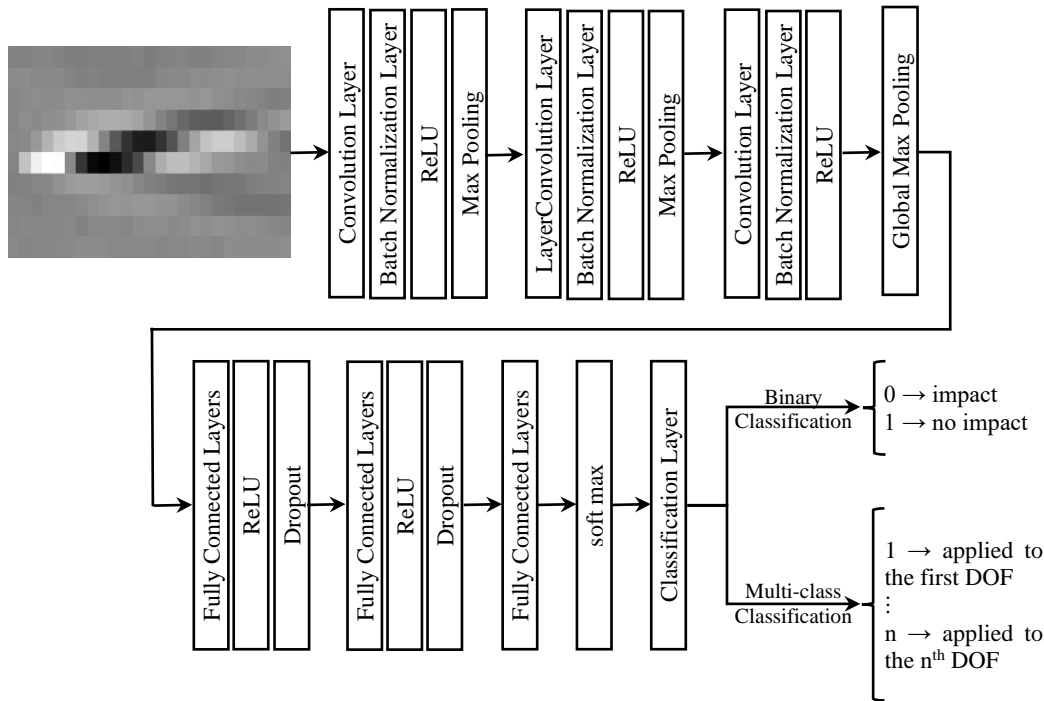 Convolution Layer
Batch Normalization Layer
ReLU
Max Pooling
LayerConvolution Layer
Batch Normalization Layer
ReLU
Max Pooling
Convolution Layer
Batch Normalization Layer
ReLU
Global Max Pooling
Fully Connected Layers
ReLU
Dropout
Fully Connected Layers
ReLU
Dropout
Fully Connected Layers
soft max
Classification Layer
Binary
Classification
0 → impact
1 → no impact
Multi-class
Classification
1 → applied to
the first DOF
⋮
n → applied to
the nth DOF